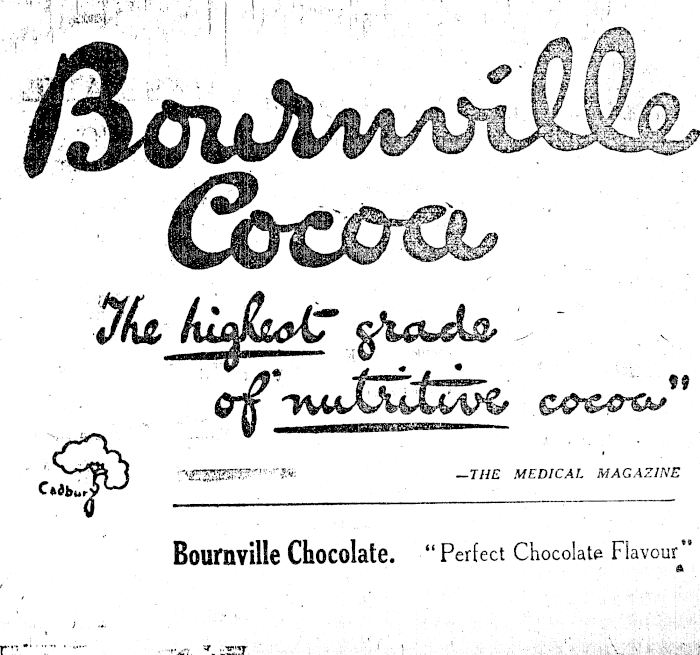 Bournville
Cocoa
"The highest grade
of nutritive cocoa"
—THE MEDICAL MAGAZINE
Cadbury
Bournville Chocolate. "Perfect Chocolate Flavour"